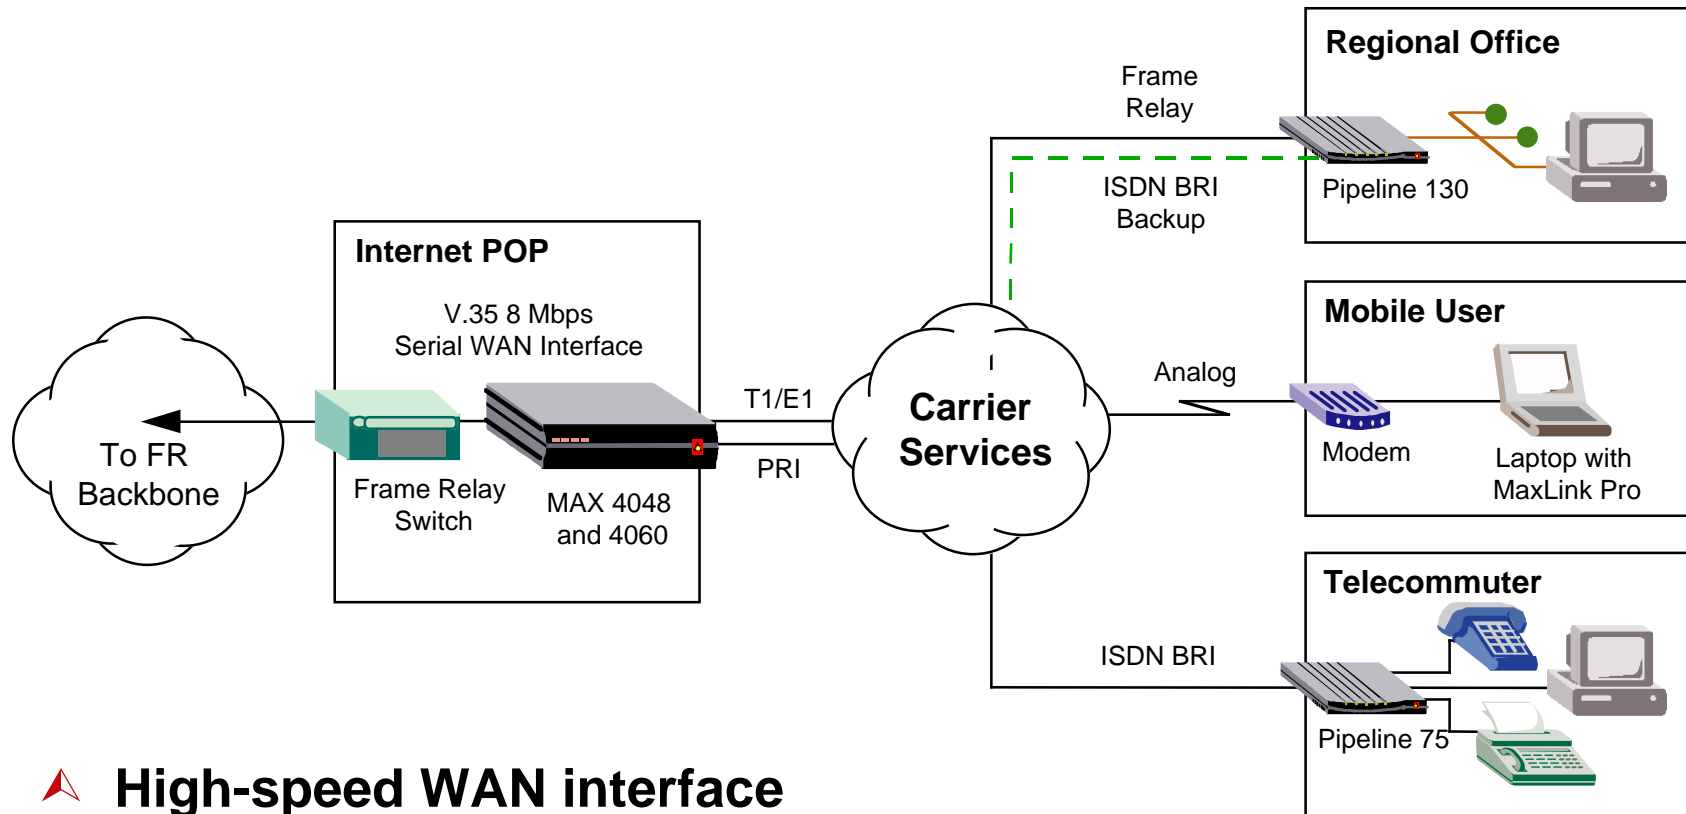 Regional Office
Frame
Relay
ISDN BRI
Backup
Pipeline 130
Internet POP
V.35 8 Mbps
Serial WAN Interface
Mobile User
To FR
Backbone
Frame Relay
Switch
MAX 4048
and 4060
T1/E1
PRI
Carrier
Services
Analog
Modem
Laptop with
MaxLink Pro
Telecommuter
ISDN BRI
Pipeline 75
High-speed WAN interface